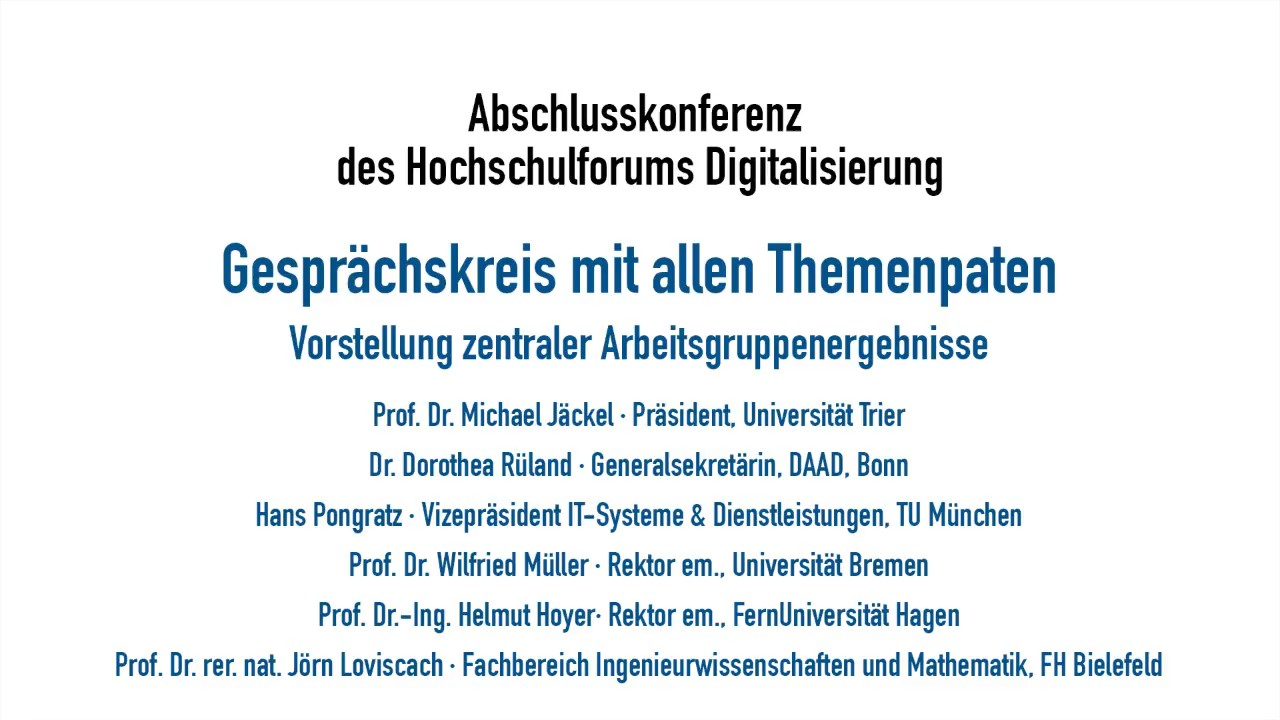 Abschlusskonferenz
des Hochschulforums Digitalisierung
Gesprächskreis mit allen Themenpaten
Vorstellung zentraler Arbeitsgruppenergebnisse
Prof. Dr. Michael Jäckel · Präsident, Universität Trier
Dr. Dorothea Rüland · Generalsekretärin, DAAD, Bonn
Hans Pongratz · Vizepräsident IT-Systeme & Dienstleistungen, TU München
Prof. Dr. Wilfried Müller · Rektor em., Universität Bremen
Prof. Dr.-Ing. Helmut Hoyer· Rektor em., FernUniversität Hagen
Prof. Dr. rer. nat. Jörn Loviscach · Fachbereich Ingenieurwissenschaften und Mathematik, FH Bielefeld